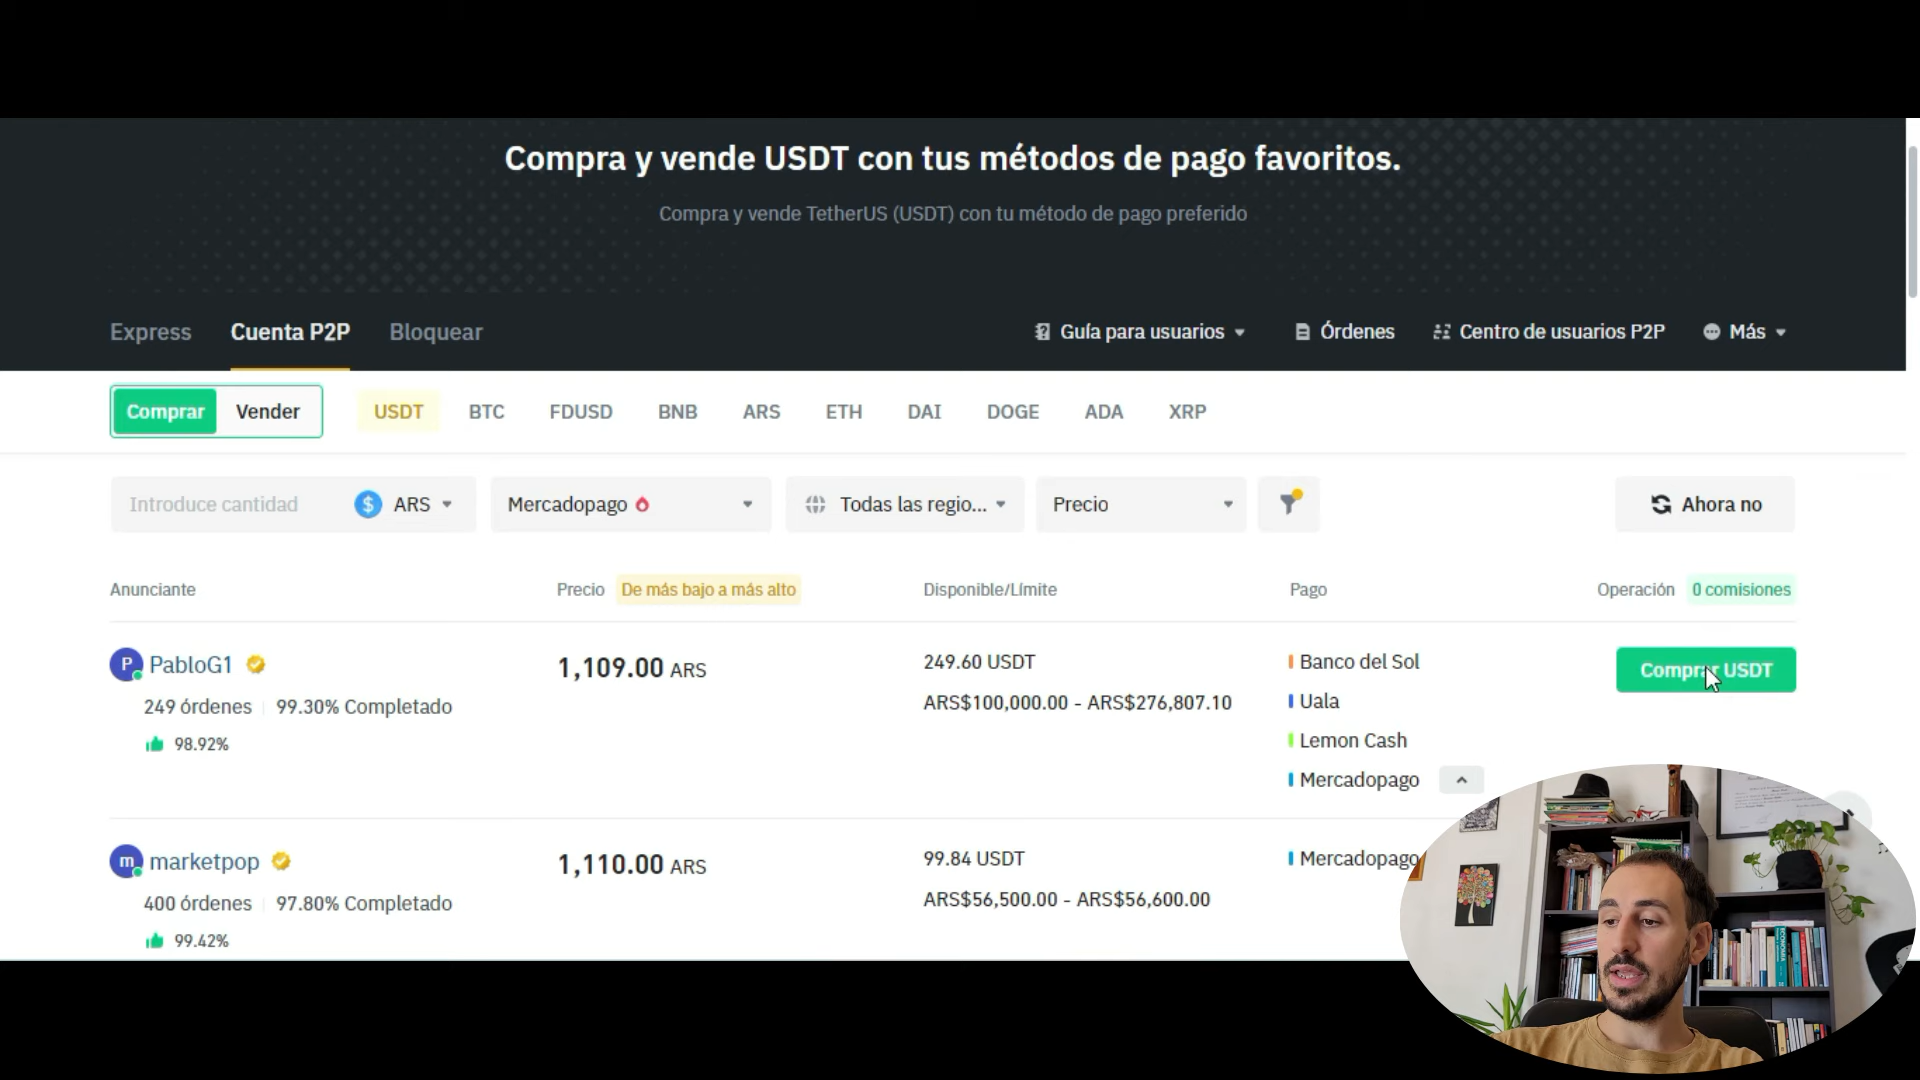 Compra y vende USDT con tus métodos de pago favoritos.
Compra y vende TetherUS (USDT) con tu método de pago preferido
Express Cuenta P2P Bloquear Guía para usuarios Órdenes Centro de usuarios P2P Más
Comprar Vender USDT BTC FDUSD BNB ARS ETH DAI DOGE ADA XRP
Introduce cantidad $ ARS Mercadopago Todas las regio... Precio Ahora no
Anunciante Precio De más bajo a más alto Disponible/Límite Pago Operación 0 comisiones
P PabloG1 1,109.00 ARS 249.60 USDT Banco del Sol Comprar USDT
249 órdenes 99.30% Completado ARS$100,000.00 - ARS$276,807.10 Uala
98.92% Lemon Cash
Mercadopago
m marketpop 1,110.00 ARS 99.84 USDT Mercadopago
400 órdenes 97.80% Completado ARS$56,500.00 - ARS$56,600.00
99.42%